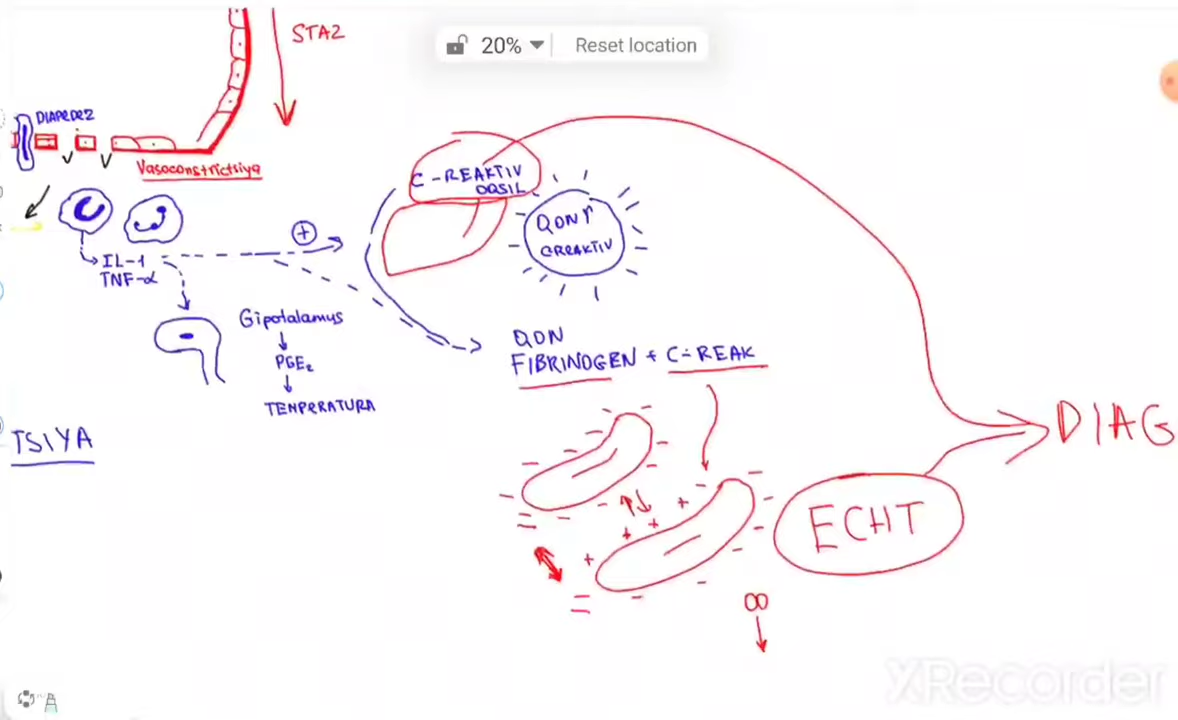 STAZ
20%
Reset location
DIAPEDEZ
Vasoconstrictsiya
C-REAKTIV
OQSIL
QON↑
CREAKTIV
+
IL-1
TNF-α
Gipotalamus
PGE₂
TEMPERATURA
QON
FIBRINOGEN + C-REAK
TSIYA
DIAG
ECHT
XRecorder